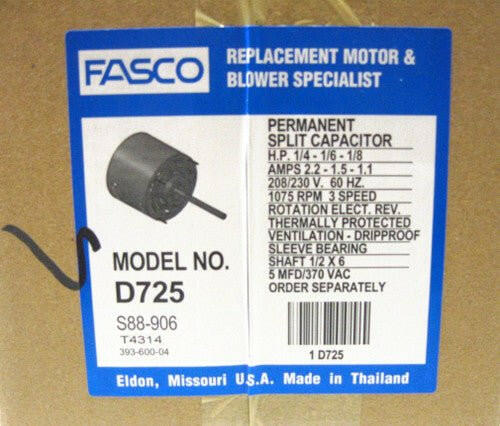 FASCO
REPLACEMENT MOTOR &
BLOWER SPECIALIST
PERMANENT
SPLIT CAPACITOR
H.P. 1/4 - 1/6 - 1/8
AMPS 2.2 - 1.5 - 1.1
208/230 V. 60 HZ.
1075 RPM 3 SPEED
ROTATION ELECT. REV.
THERMALLY PROTECTED
VENTILATION - DRIPPROOF
SLEEVE BEARING
SHAFT 1/2 X 6
5 MFD/370 VAC
ORDER SEPARATELY
MODEL NO.
D725
S88-906
T4314
393-600-04
1 D725
Eldon, Missouri U.S.A. Made in Thailand